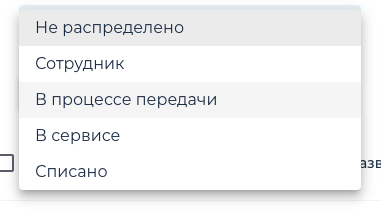 Не распределено
Сотрудник
В процессе передачи
В сервисе
Списано